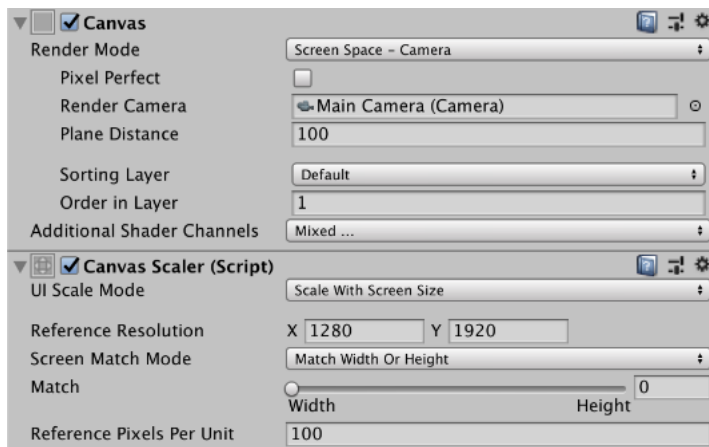 Canvas
Render Mode Screen Space - Camera
Pixel Perfect
Render Camera Main Camera (Camera)
Plane Distance 100
Sorting Layer Default
Order in Layer 1
Additional Shader Channels Mixed ...
Canvas Scaler (Script)
UI Scale Mode Scale With Screen Size
Reference Resolution X 1280 Y 1920
Screen Match Mode Match Width Or Height
Match 0
Width Height
Reference Pixels Per Unit 100